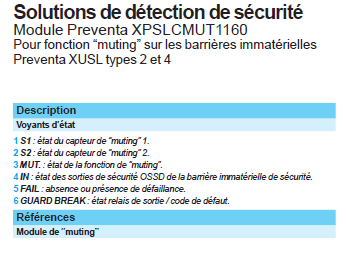 Solutions de détection de sécurité
Module Preventa XPSLCMUT1160
Pour fonction “muting” sur les barrières immatérielles
Preventa XUSL types 2 et 4
Description
Voyants d'état
1 S1 : état du capteur de “muting” 1.
2 S2 : état du capteur de “muting” 2.
3 MUT. : état de la fonction de “muting”.
4 IN : état des sorties de sécurité OSSD de la barrière immatérielle de sécurité.
5 FAIL : absence ou présence de défaillance.
6 GUARD BREAK : état relais de sortie / code de défaut.
Références
Module de “muting”